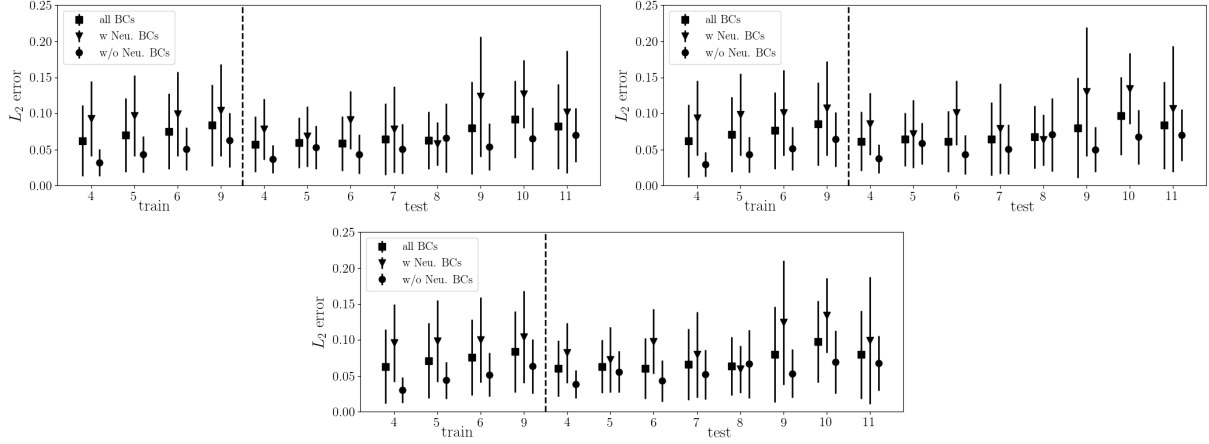 0.25
0.20
0.15
0.10
0.05
0.00
L2 error
all BCs
w Neu. BCs
w/o Neu. BCs
4 5 6 9 4 5 6 7 8 9 10 11
train test
0.25
0.20
0.15
0.10
0.05
0.00
L2 error
all BCs
w Neu. BCs
w/o Neu. BCs
4 5 6 9 4 5 6 7 8 9 10 11
train test
0.25
0.20
0.15
0.10
0.05
0.00
L2 error
all BCs
w Neu. BCs
w/o Neu. BCs
4 5 6 9 4 5 6 7 8 9 10 11
train test